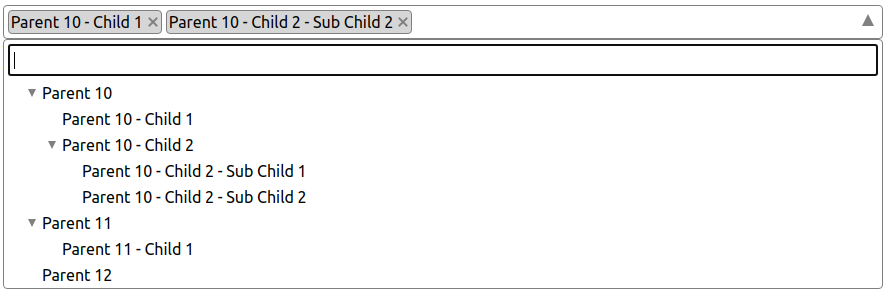 Parent 10 - Child 1 × Parent 10 - Child 2 - Sub Child 2 ×
Parent 10
Parent 10 - Child 1
Parent 10 - Child 2
Parent 10 - Child 2 - Sub Child 1
Parent 10 - Child 2 - Sub Child 2
Parent 11
Parent 11 - Child 1
Parent 12